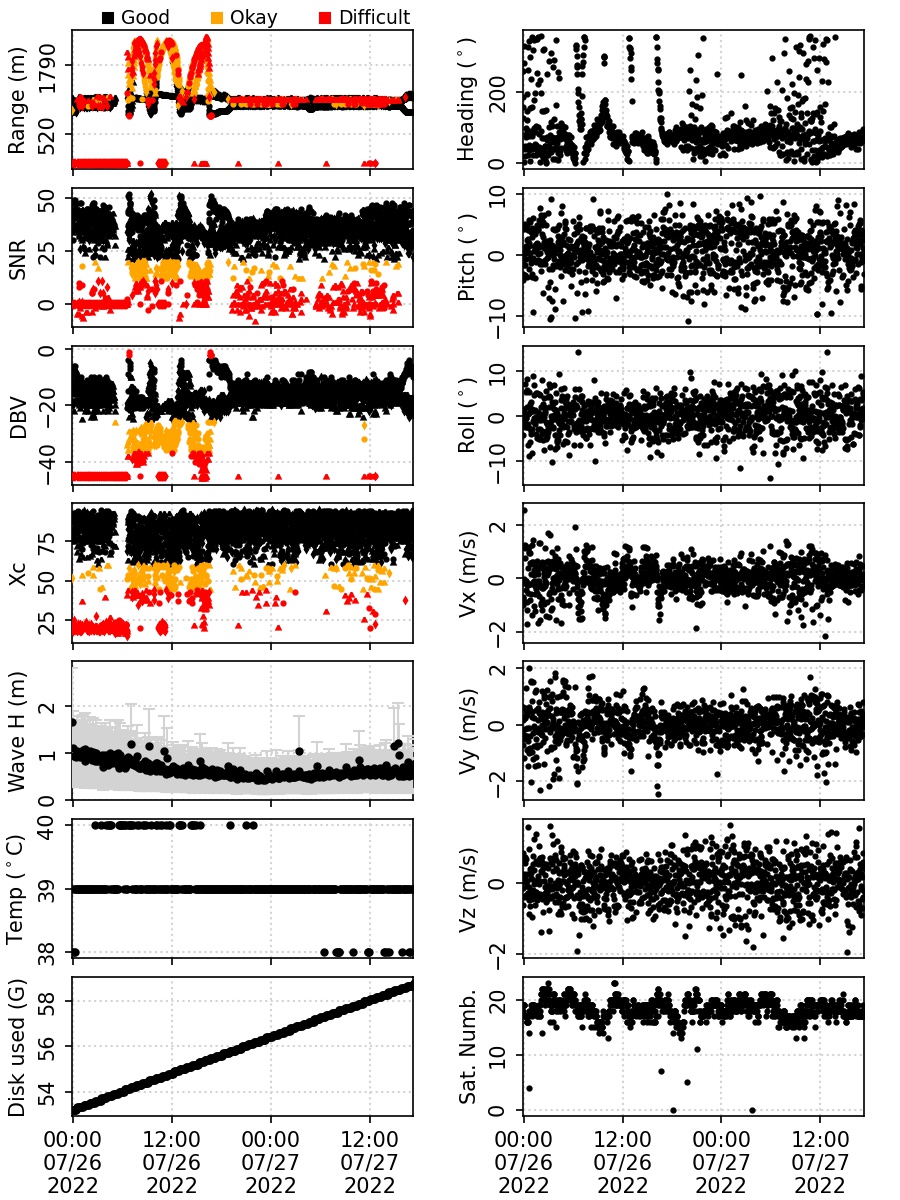 Good Okay Difficult
Range (m)
1790
520
Heading (°)
200
0
SNR
50
25
0
Pitch (°)
10
0
−10
DBV
0
−20
−40
Roll (°)
10
0
−10
Xc
75
50
25
Vx (m/s)
2
0
−2
Wave H (m)
2
1
0
Vy (m/s)
2
0
−2
Temp (°C)
40
39
38
Vz (m/s)
0
−2
Disk used (G)
58
56
54
Sat. Numb.
20
10
0
00:00 12:00 00:00 12:00 00:00 12:00 00:00 12:00
07/26 07/26 07/27 07/27 07/26 07/26 07/27 07/27
2022 2022 2022 2022 2022 2022 2022 2022